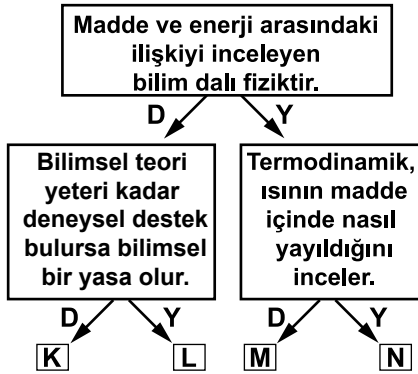 Madde ve enerji arasındaki
ilişkiyi inceleyen
bilim dalı fiziktir.
D Y
Bilimsel teori
yeteri kadar
deneysel destek
bulursa bilimsel
bir yasa olur.
Termodinamik,
ısının madde
içinde nasıl
yayıldığını
inceler.
D Y D Y
K L M N